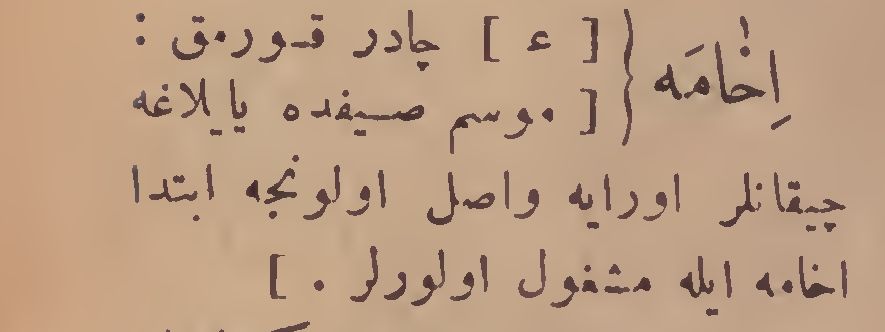 اِخامَه { [ ع ] چادر قورمق :
[ موسم صيفده يايلاغه
چيقانلر اورايه واصل اولونجه ابتدا
اخامه ايله مشغول اولورلر . ]